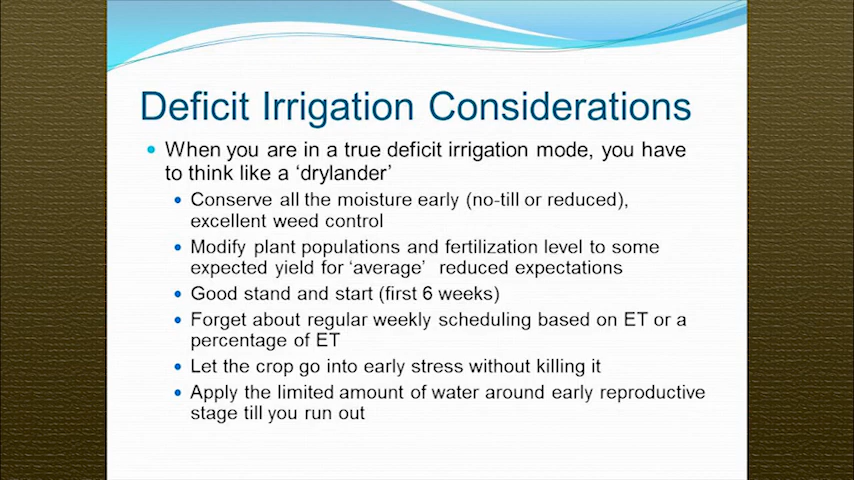 Deficit Irrigation Considerations
When you are in a true deficit irrigation mode, you have
to think like a ‘drylander’
Conserve all the moisture early (no-till or reduced),
excellent weed control
Modify plant populations and fertilization level to some
expected yield for ‘average’ reduced expectations
Good stand and start (first 6 weeks)
Forget about regular weekly scheduling based on ET or a
percentage of ET
Let the crop go into early stress without killing it
Apply the limited amount of water around early reproductive
stage till you run out